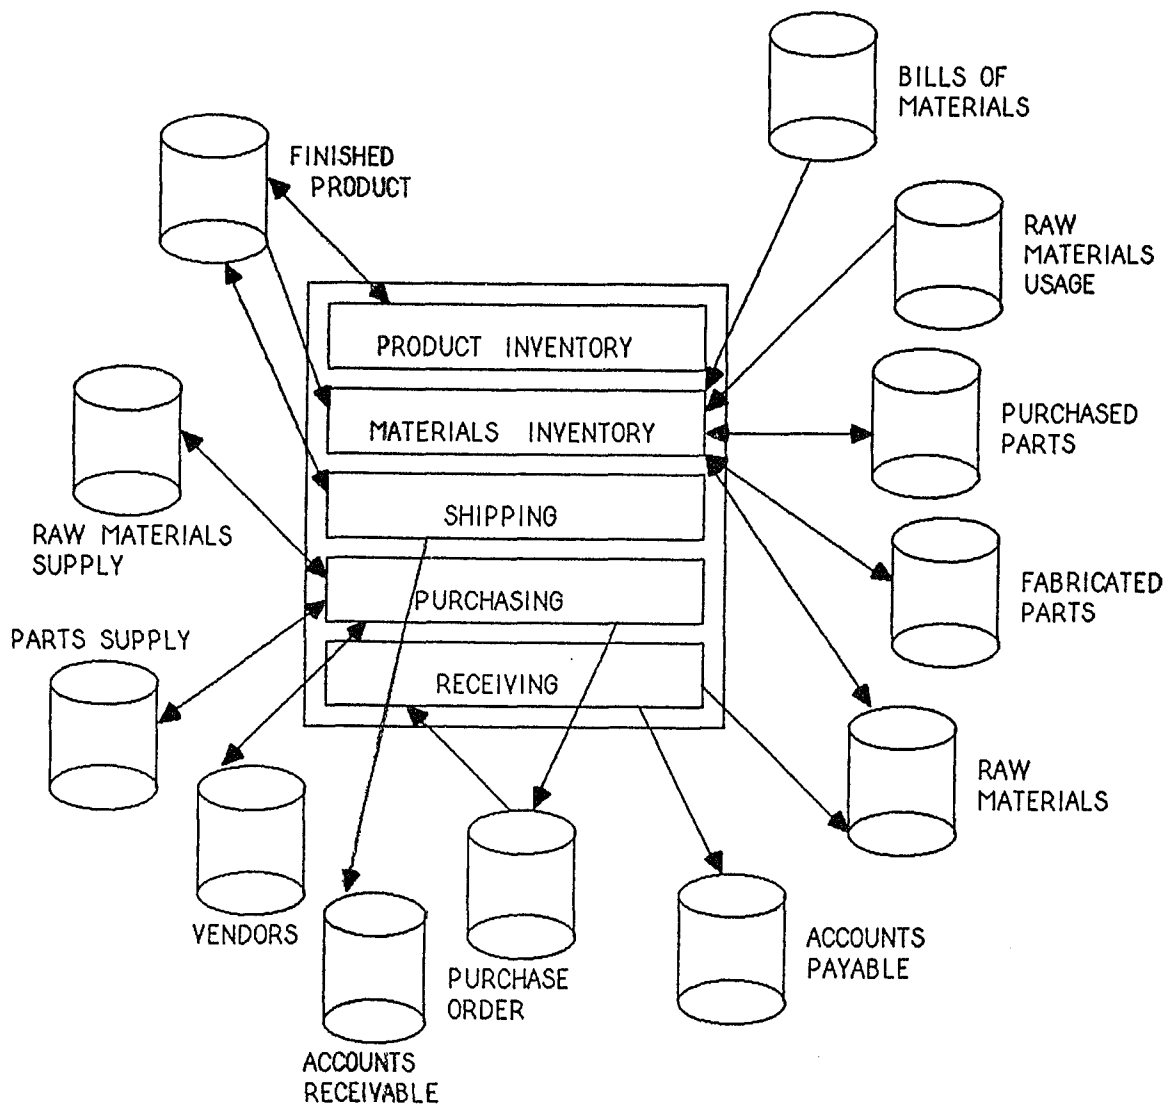 BILLS OF
MATERIALS
FINISHED
PRODUCT
RAW
MATERIALS
USAGE
PRODUCT INVENTORY
MATERIALS INVENTORY
PURCHASED
PARTS
SHIPPING
RAW MATERIALS
SUPPLY
PURCHASING
FABRICATED
PARTS
PARTS SUPPLY
RECEIVING
RAW
MATERIALS
VENDORS
PURCHASE
ORDER
ACCOUNTS
PAYABLE
ACCOUNTS
RECEIVABLE